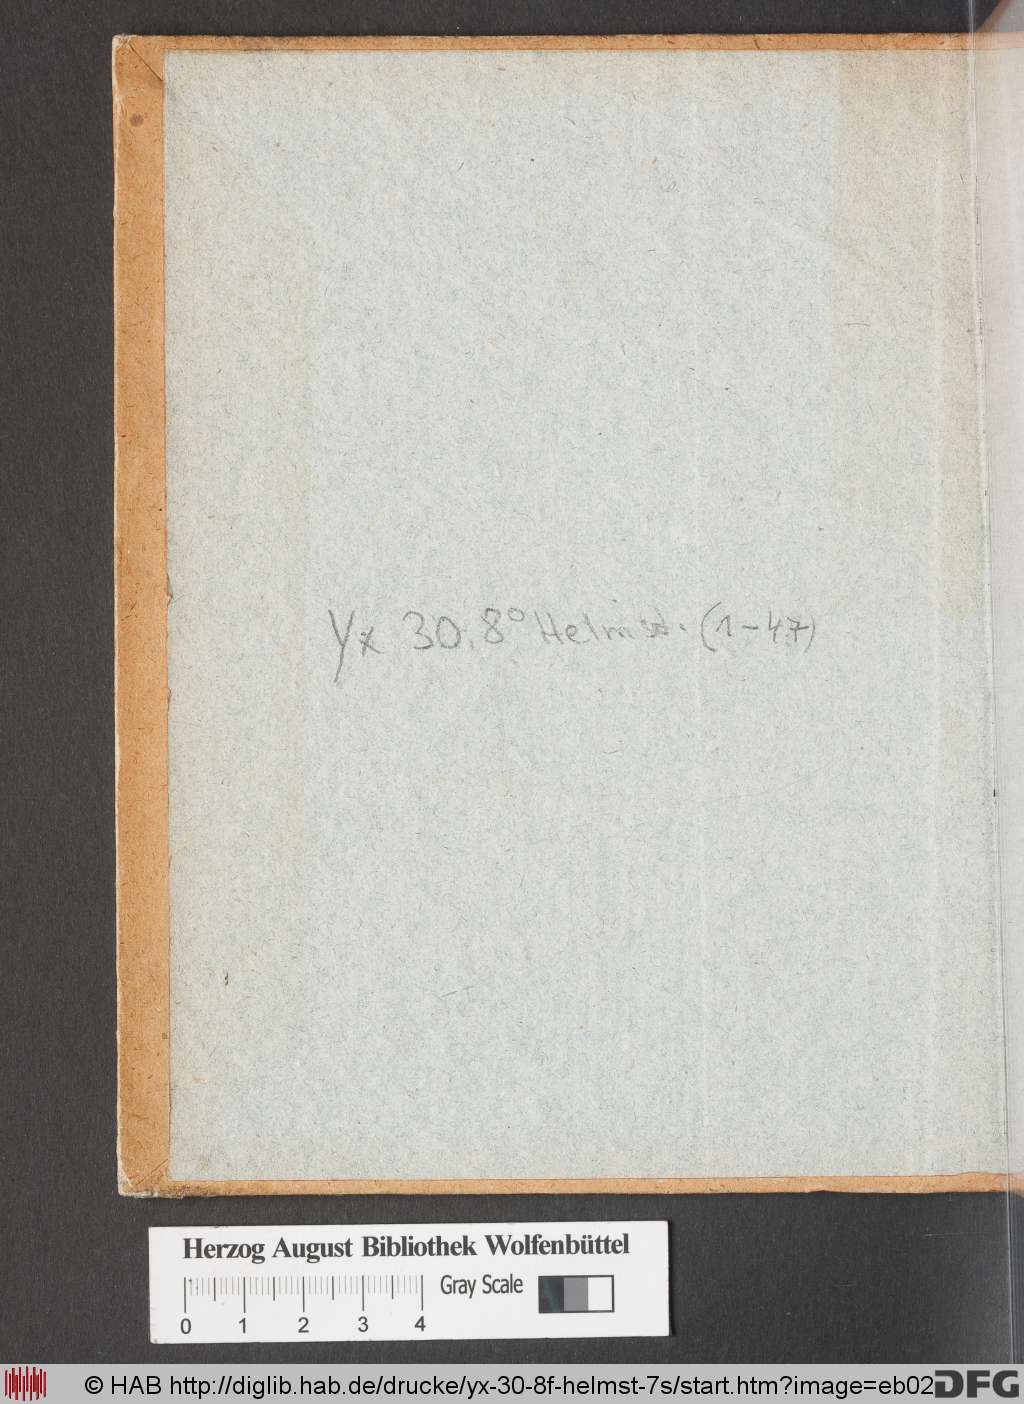 Yx 30.8° Helmst. (1-47)
Herzog August Bibliothek Wolfenbüttel
Gray Scale
0 1 2 3 4
© HAB http://diglib.hab.de/drucke/yx-30-8f-helmst-7s/start.htm?image=eb02
DFG